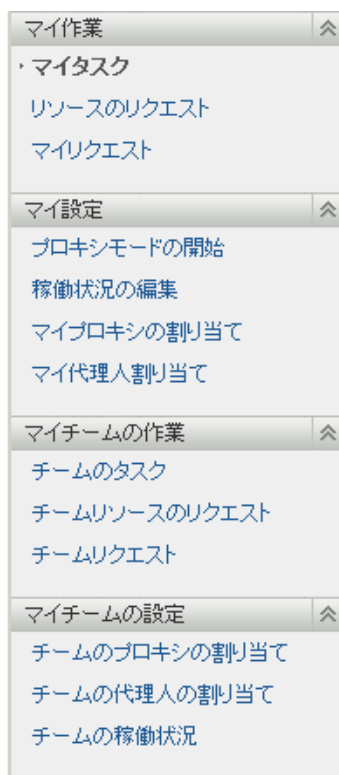 マイ作業
マイタスク
リソースのリクエスト
マイリクエスト
マイ設定
プロキシモードの開始
稼働状況の編集
マイプロキシの割り当て
マイ代理人割り当て
マイチームの作業
チームのタスク
チームリソースのリクエスト
チームリクエスト
マイチームの設定
チームのプロキシの割り当て
チームの代理人の割り当て
チームの稼働状況